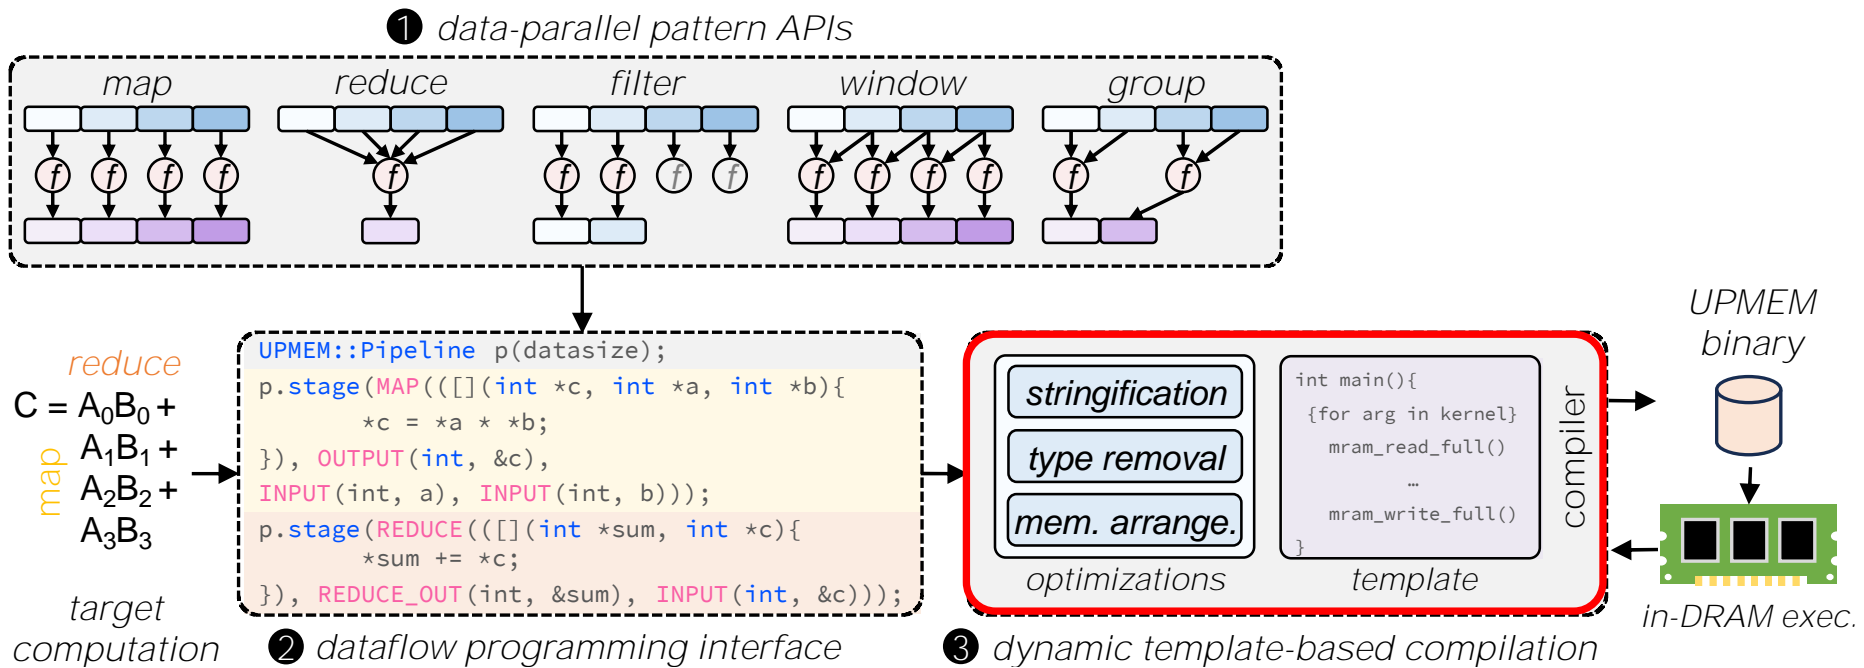 1 data-parallel pattern APIs
map reduce filter window group
f f f f f f f f f f f f f f f
UPMEM::Pipeline p(datasize);
p.stage(MAP(([](int *c, int *a, int *b){
*c = *a * *b;
}), OUTPUT(int, &c),
INPUT(int, a), INPUT(int, b)));
p.stage(REDUCE(([](int *sum, int *c){
*sum += *c;
}), REDUCE_OUT(int, &sum), INPUT(int, &c)));
reduce
map
C = A0B0 +
A1B1 +
A2B2 +
A3B3
target
computation
2 dataflow programming interface
stringification
type removal
mem. arrange.
optimizations
int main(){
{for arg in kernel}
mram_read_full()
…
mram_write_full()
}
template
compiler
3 dynamic template-based compilation
UPMEM
binary
in-DRAM exec.